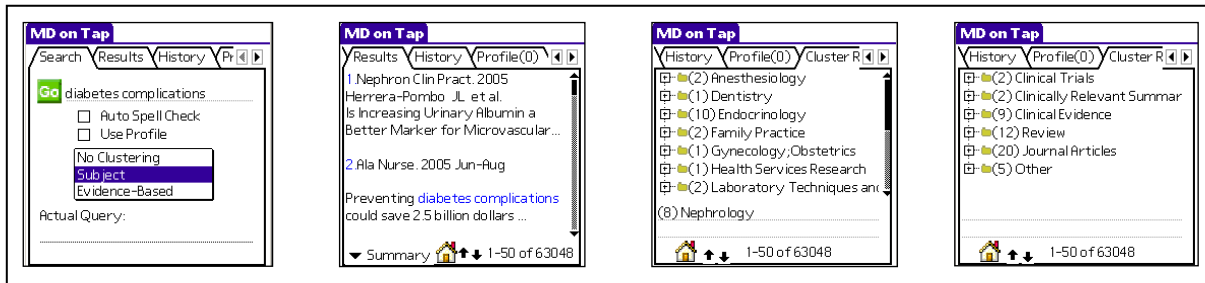 MD on Tap
Search Results History Pr
Go diabetes complications
Auto Spell Check
Use Profile
No Clustering
Subject
Evidence-Based
Actual Query:
MD on Tap
Results History Profile(0)
1.Nephron Clin Pract. 2005
Herrera-Pombo JL et al.
Is Increasing Urinary Albumin a
Better Marker for Microvascular...
2.Ala Nurse. 2005 Jun-Aug
Preventing diabetes complications
could save 2.5 billion dollars ...
Summary 1-50 of 63048
MD on Tap
History Profile(0) Cluster R
(2) Anesthesiology
(1) Dentistry
(10) Endocrinology
(2) Family Practice
(1) Gynecology;Obstetrics
(1) Health Services Research
(2) Laboratory Techniques and
(8) Nephrology
1-50 of 63048
MD on Tap
History Profile(0) Cluster R
(2) Clinical Trials
(2) Clinically Relevant Summar
(9) Clinical Evidence
(12) Review
(20) Journal Articles
(5) Other
1-50 of 63048